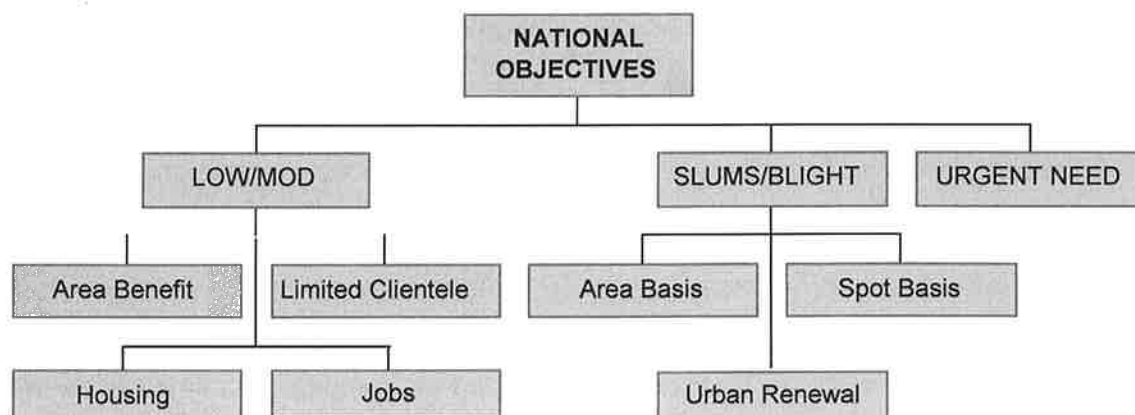 NATIONAL
OBJECTIVES
LOW/MOD
SLUMS/BLIGHT
URGENT NEED
Area Benefit
Limited Clientele
Area Basis
Spot Basis
Housing
Jobs
Urban Renewal